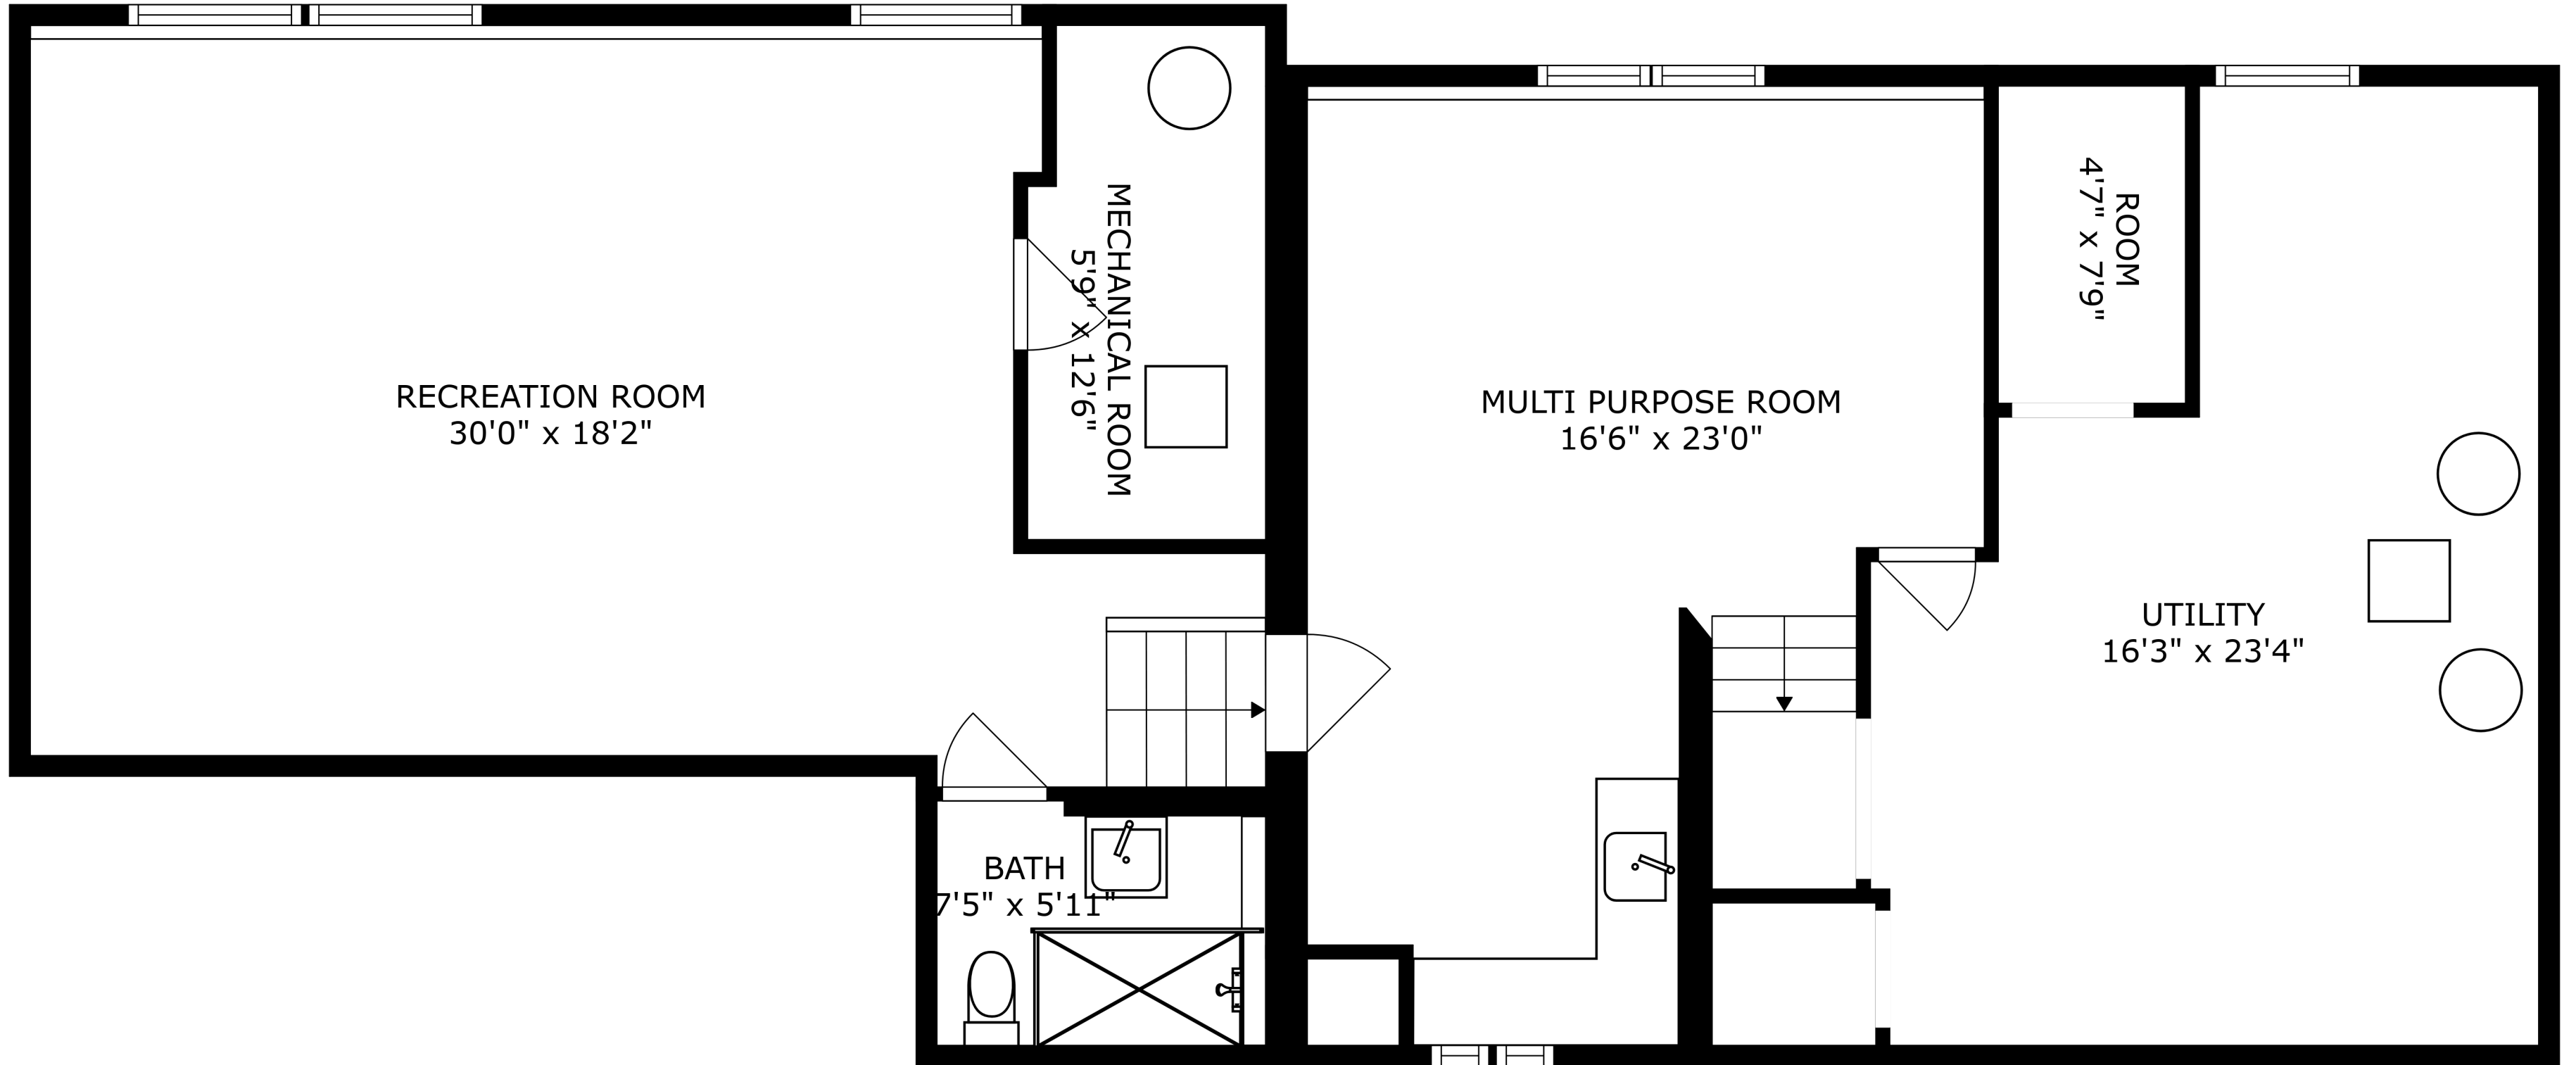 RECREATION ROOM
30'0" x 18'2"
MECHANICAL ROOM
5'9" x 12'6"
MULTI PURPOSE ROOM
16'6" x 23'0"
ROOM
4'7" x 7'9"
UTILITY
16'3" x 23'4"
BATH
7'5" x 5'11"